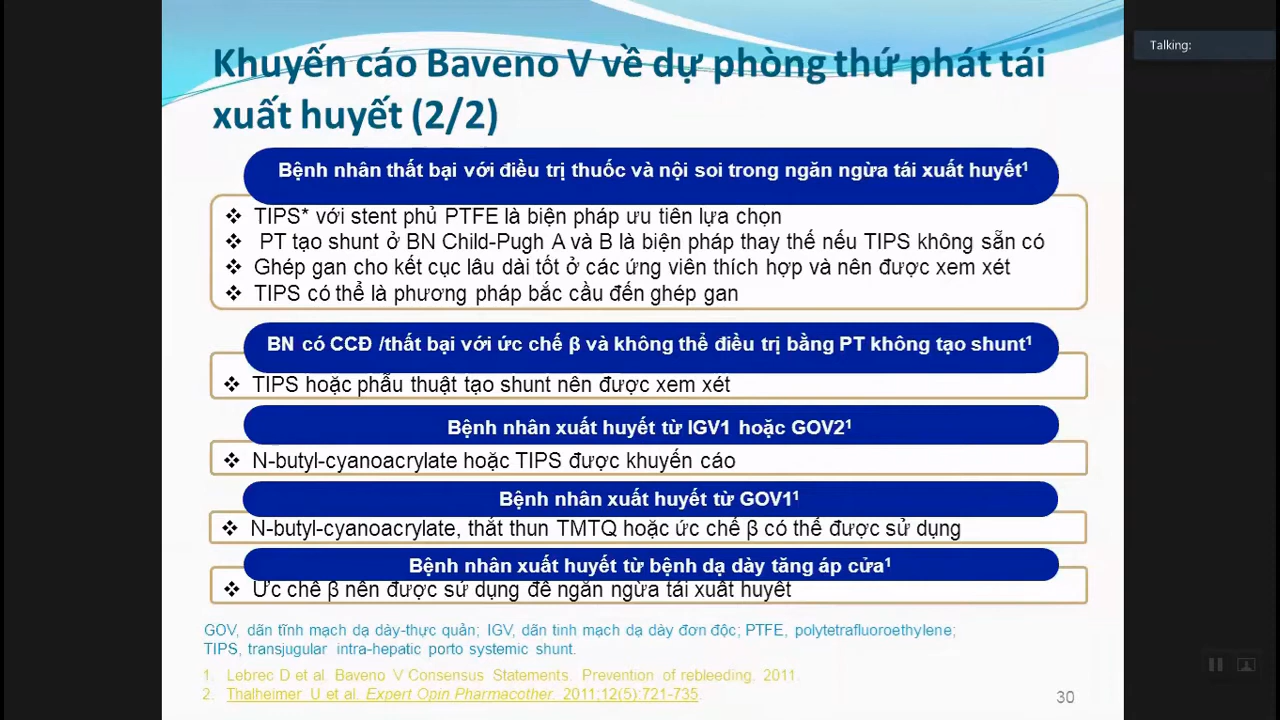 Talking:
Khuyến cáo Baveno V về dự phòng thứ phát tái
xuất huyết (2/2)
Bệnh nhân thất bại với điều trị thuốc và nội soi trong ngăn ngừa tái xuất huyết¹
❖ TIPS* với stent phủ PTFE là biện pháp ưu tiên lựa chọn
❖ PT tạo shunt ở BN Child-Pugh A và B là biện pháp thay thế nếu TIPS không sẵn có
❖ Ghép gan cho kết cục lâu dài tốt ở các ứng viên thích hợp và nên được xem xét
❖ TIPS có thể là phương pháp bắc cầu đến ghép gan
BN có CCĐ /thất bại với ức chế β và không thể điều trị bằng PT không tạo shunt¹
❖ TIPS hoặc phẫu thuật tạo shunt nên được xem xét
Bệnh nhân xuất huyết từ IGV1 hoặc GOV2¹
❖ N-butyl-cyanoacrylate hoặc TIPS được khuyến cáo
Bệnh nhân xuất huyết từ GOV1¹
❖ N-butyl-cyanoacrylate, thắt thun TMTQ hoặc ức chế β có thể được sử dụng
Bệnh nhân xuất huyết từ bệnh dạ dày tăng áp cửa¹
❖ Ức chế β nên được sử dụng để ngăn ngừa tái xuất huyết
GOV, dãn tĩnh mạch dạ dày-thực quản; IGV, dãn tinh mạch dạ dày đơn độc; PTFE, polytetrafluoroethylene;
TIPS, transjugular intra-hepatic porto systemic shunt.
1. Lebrec D et al. Baveno V Consensus Statements. Prevention of rebleeding. 2011.
2. Thalheimer U et al. Expert Opin Pharmacother. 2011;12(5):721-735.
30